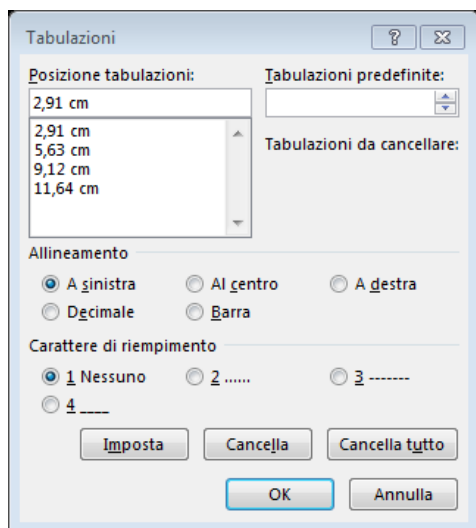 Tabulazioni
Posizione tabulazioni:
Tabulazioni predefinite:
2,91 cm
2,91 cm
5,63 cm
9,12 cm
11,64 cm
Tabulazioni da cancellare:
Allineamento
A sinistra
Al centro
A destra
Decimale
Barra
Carattere di riempimento
1 Nessuno
2 ......
3 -------
4 ____
Imposta
Cancella
Cancella tutto
OK
Annulla